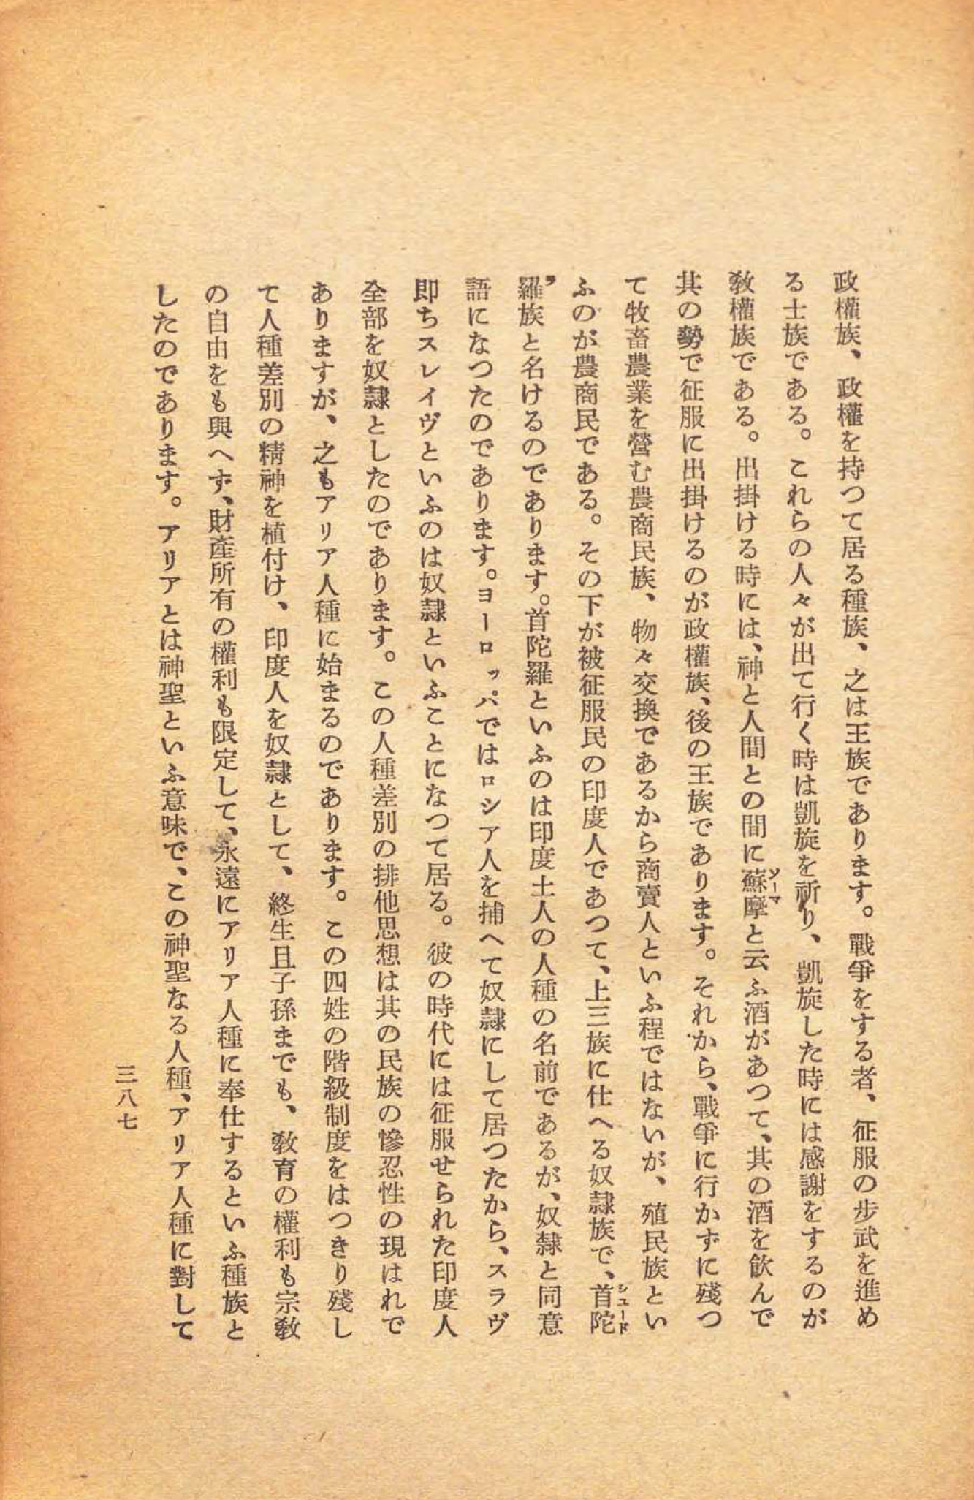 政權族、政權を持つて居る種族、之は王族であります。戰爭をする者、征服の步武を進め
る士族である。これらの人々が出て行く時は凱旋を祈り、凱旋した時には感謝をするのが
敎權族である。出掛ける時には、神と人間との間に蘇摩と云ふ酒があつて、其の酒を飮んで
ソーマ
其の勢で征服に出掛けるのが政權族、後の王族であります。それから、戰爭に行かずに殘つ
て牧畜農業を營む農商民族、物々交換であるから商賣人といふ程ではないが、殖民族とい
ふのが農商民である。その下が被征服民の印度人であつて、上三族に仕へる奴隷族で、首陀
シュード
羅族と名けるのであります。首陀羅といふのは印度土人の人種の名前であるが、奴隷と同意
ラ
語になつたのであります。ヨーロッパではロシア人を捕へて奴隷にして居つたから、スラヴ
卽ちスレイヴといふのは奴隷といふことになつて居る。彼の時代には征服せられた印度人
全部を奴隷としたのであります。この人種差別の排他思想は其の民族の慘忍性の現はれで
ありますが、之もアリア人種に始まるのであります。この四姓の階級制度をはつきり殘し
て人種差別の精神を植付け、印度人を奴隷として、終生且子孫までも、敎育の權利も宗敎
の自由をも與へず、財產所有の權利も限定して、永遠にアリア人種に奉仕するといふ種族と
したのであります。アリアとは神聖といふ意味で、この神聖なる人種、アリア人種に對して
三八七